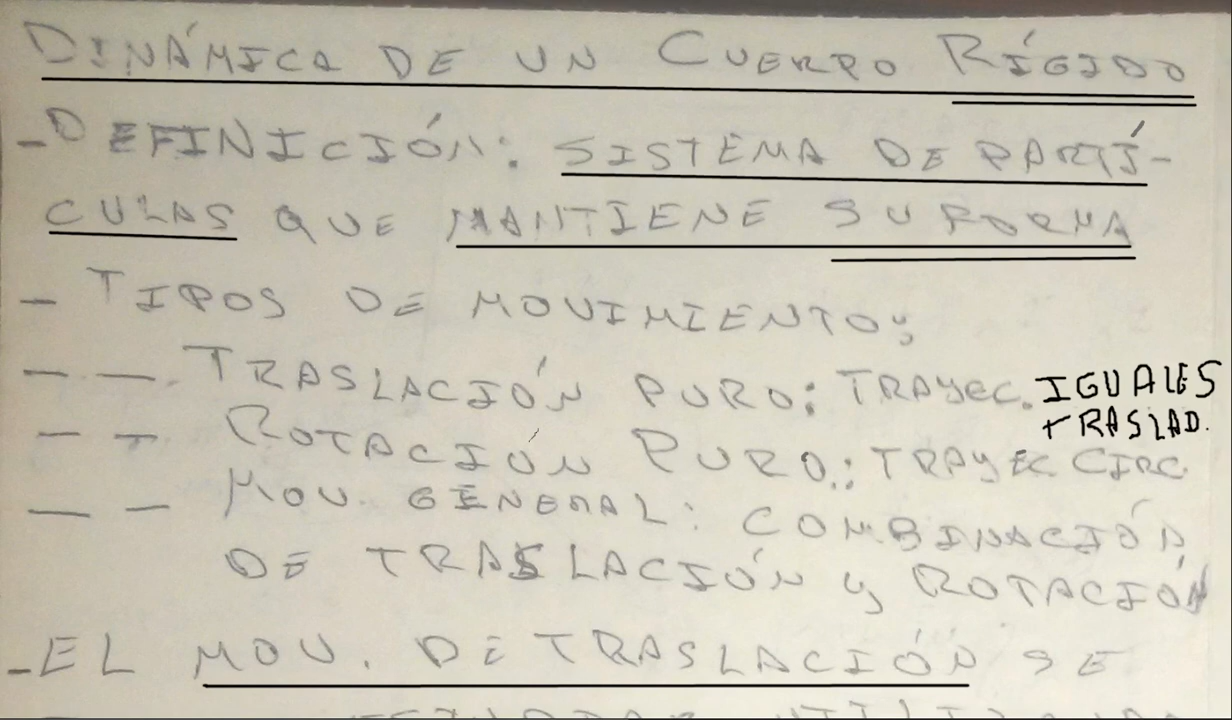 DINÁMICA DE UN CUERPO RÍGIDO
- DEFINICIÓN: SISTEMA DE PARTÍ-
CULAS QUE MANTIENE SU FORMA
- TIPOS DE MOVIMIENTO;
-- TRASLACIÓN PURO: TRAYEC. IGUALES
TRASLAD.
-- ROTACIÓN PURO.: TRAYEC CIRC
-- MOV. GENERAL: COMBINACIÓN
DE TRASLACIÓN Y ROTACIÓN
- EL MOV. DE TRASLACIÓN SE